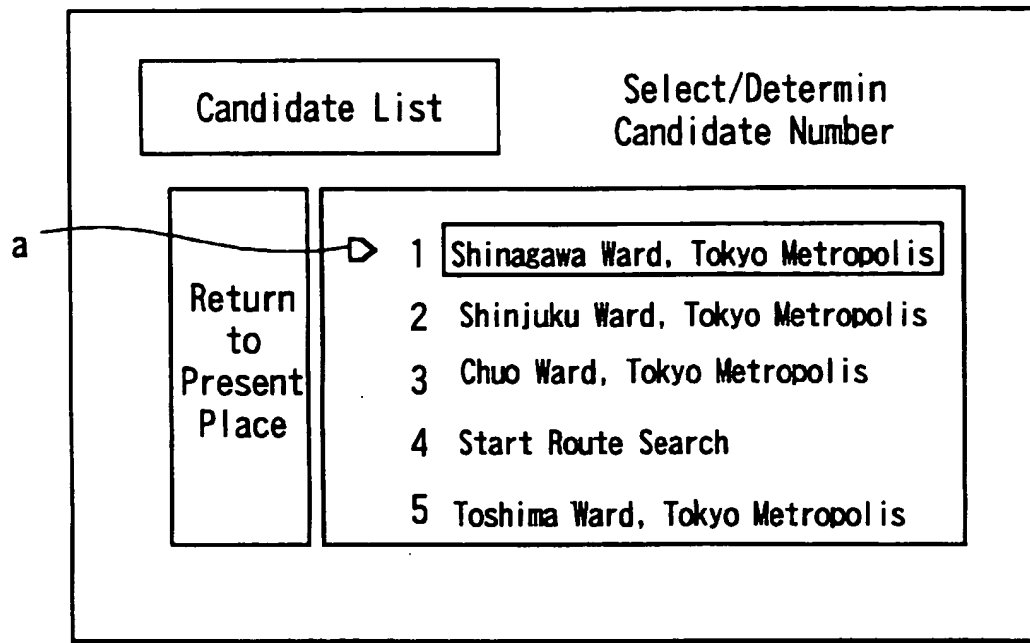 Candidate List
Select/Determin
Candidate Number
a
Return
to
Present
Place
1 Shinagawa Ward, Tokyo Metropolis
2 Shinjuku Ward, Tokyo Metropolis
3 Chuo Ward, Tokyo Metropolis
4 Start Route Search
5 Toshima Ward, Tokyo Metropolis